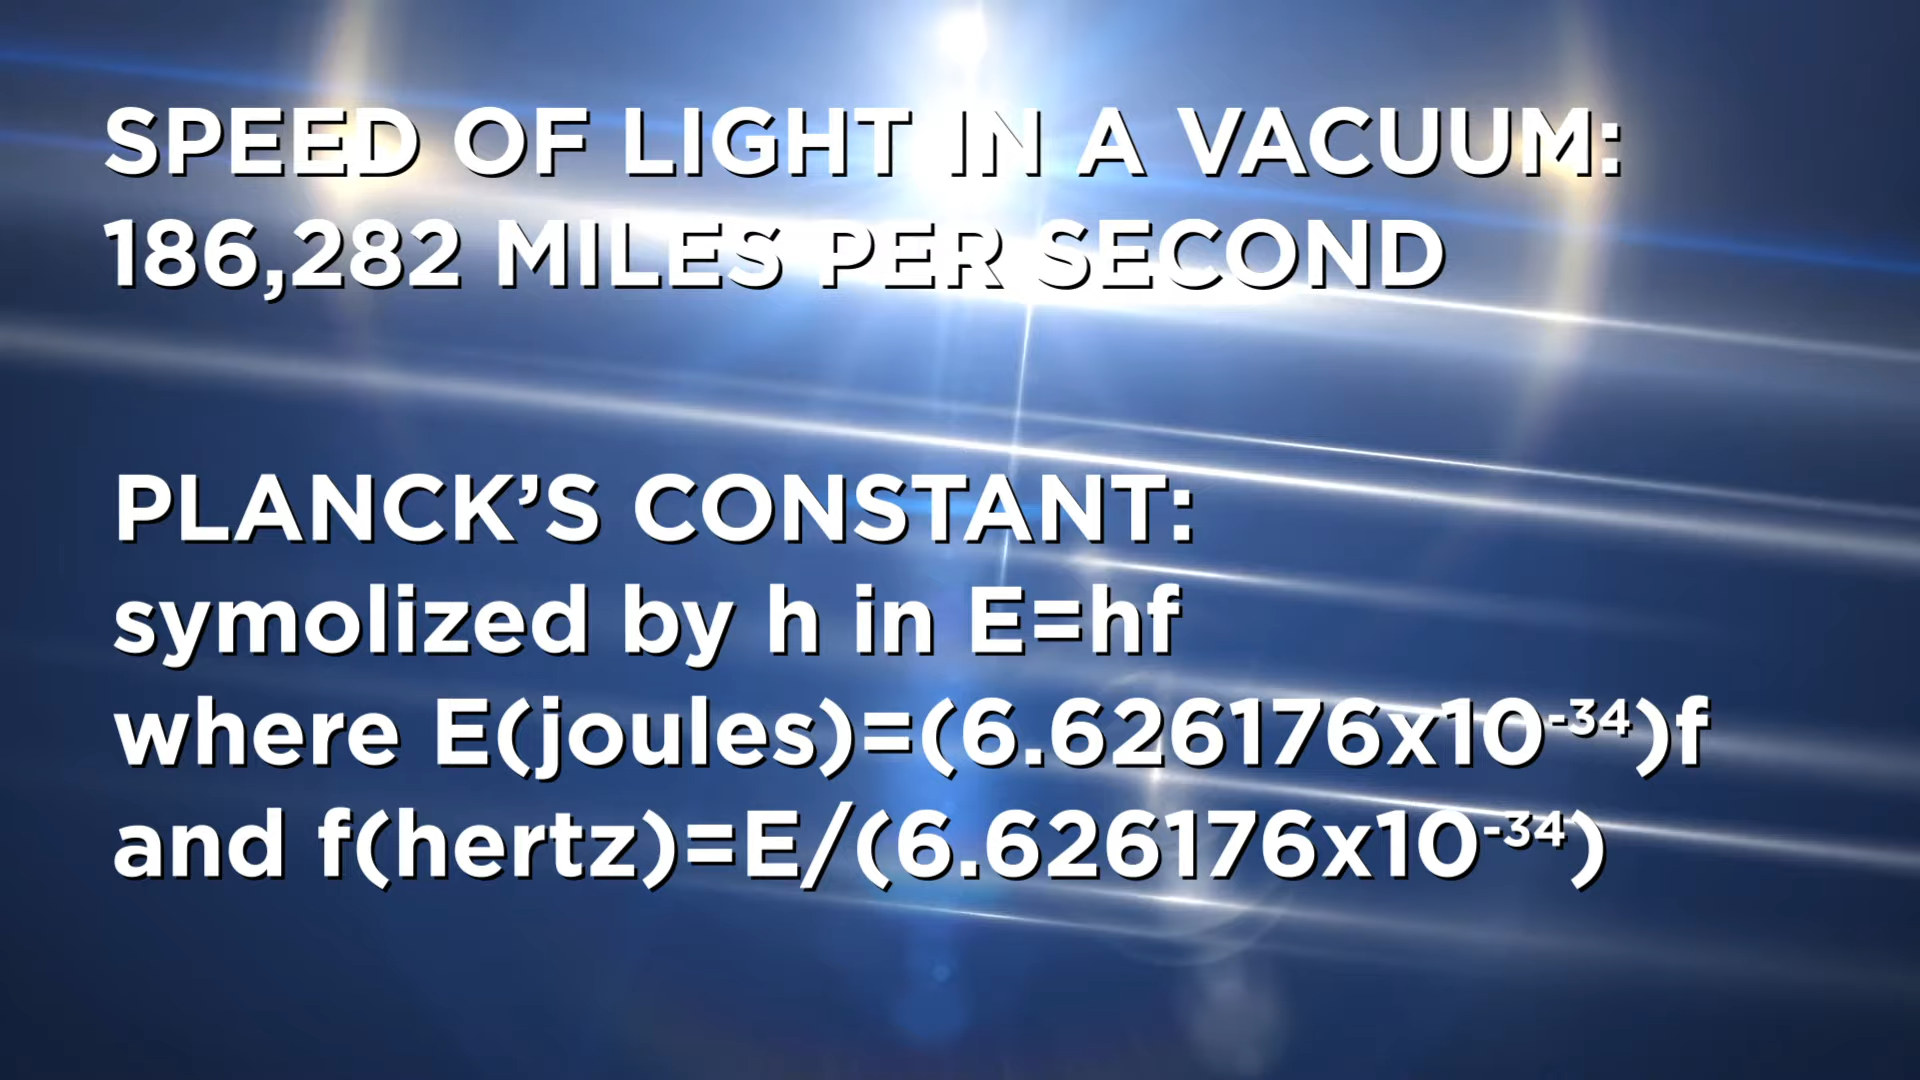 SPEED OF LIGHT IN A VACUUM:
186,282 MILES PER SECOND
PLANCK’S CONSTANT:
symolized by h in E=hf
where E(joules)=(6.626176x10⁻³⁴)f
and f(hertz)=E/(6.626176x10⁻³⁴)